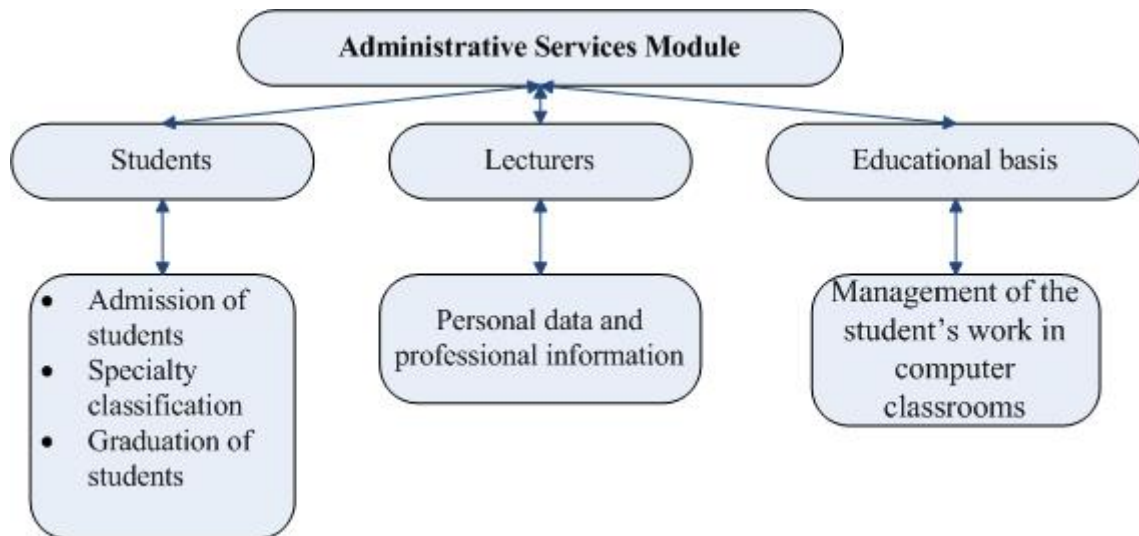 Administrative Services Module
Students
Lecturers
Educational basis
• Admission of
students
• Specialty
classification
• Graduation of
students
Personal data and
professional information
Management of the
student’s work in
computer
classrooms